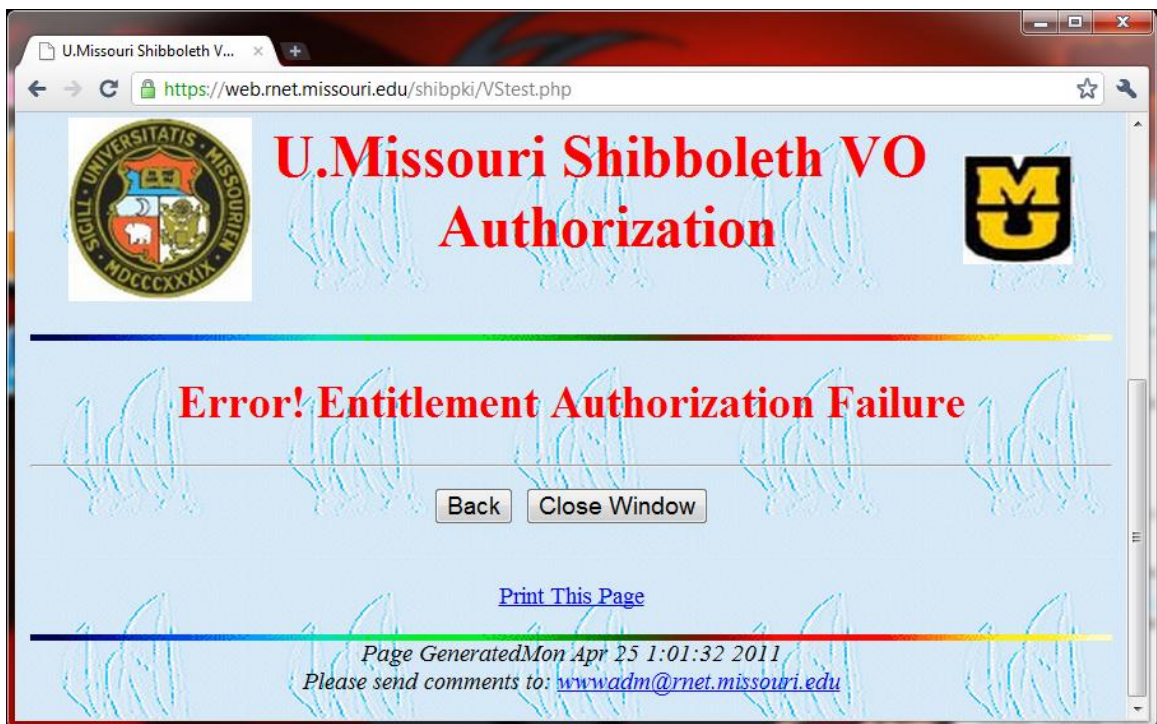 U.Missouri Shibboleth V...
https://web.rnet.missouri.edu/shibpki/VStest.php
SIGILL · UNIVERSITATIS · MISSOURIEN
MDCCCXXXIX
U.Missouri Shibboleth VO
Authorization
MU
Error! Entitlement Authorization Failure
Back Close Window
Print This Page
Page GeneratedMon Apr 25 1:01:32 2011
Please send comments to: wwwadm@rnet.missouri.edu